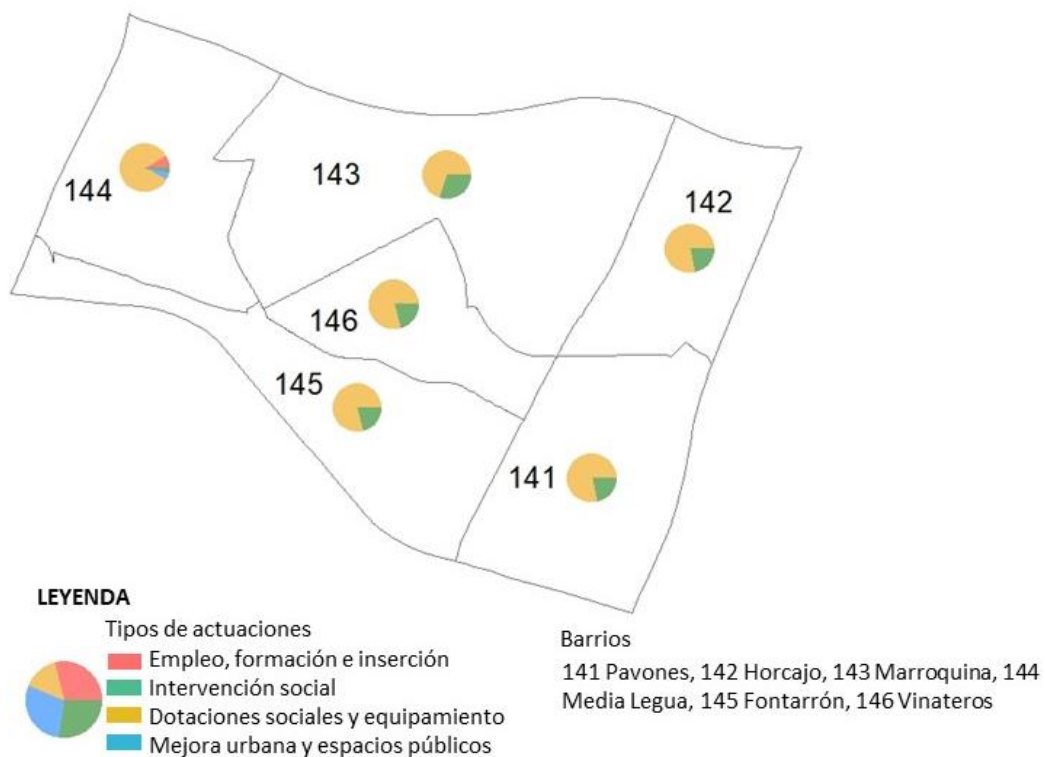 144
143
142
146
145
141
LEYENDA
Tipos de actuaciones
Empleo, formación e inserción
Intervención social
Dotaciones sociales y equipamiento
Mejora urbana y espacios públicos
Barrios
141 Pavones, 142 Horcajo, 143 Marroquina, 144
Media Legua, 145 Fontarrón, 146 Vinateros